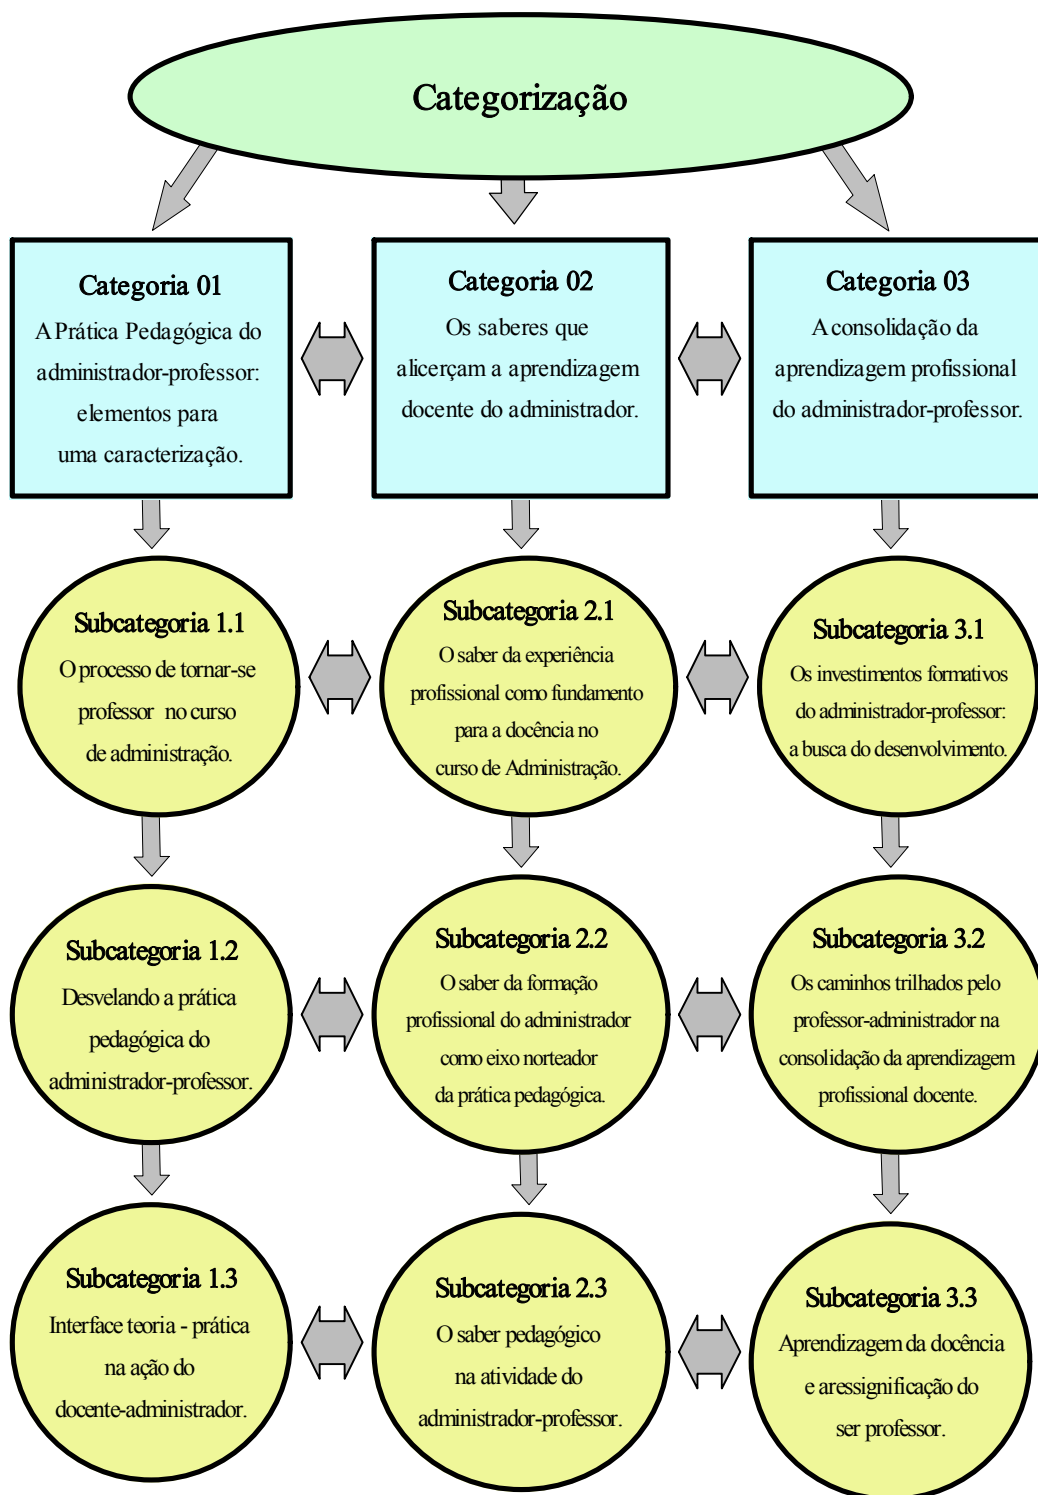 Categorização
Categoria 01
A Prática Pedagógica do
administrador-professor:
elementos para
uma caracterização.
Categoria 02
Os saberes que
alicerçam a aprendizagem
docente do administrador.
Categoria 03
A consolidação da
aprendizagem profissional
do administrador-professor.
Subcategoria 1.1
O processo de tornar-se
professor no curso
de administração.
Subcategoria 2.1
O saber da experiência
profissional como fundamento
para a docência no
curso de Administração.
Subcategoria 3.1
Os investimentos formativos
do administrador-professor:
a busca do desenvolvimento.
Subcategoria 1.2
Desvelando a prática
pedagógica do
administrador-professor.
Subcategoria 2.2
O saber da formação
profissional do administrador
como eixo norteador
da prática pedagógica.
Subcategoria 3.2
Os caminhos trilhados pelo
professor-administrador na
consolidação da aprendizagem
profissional docente.
Subcategoria 1.3
Interface teoria - prática
na ação do
docente-administrador.
Subcategoria 2.3
O saber pedagógico
na atividade do
administrador-professor.
Subcategoria 3.3
Aprendizagem da docência
e aressignificação do
ser professor.